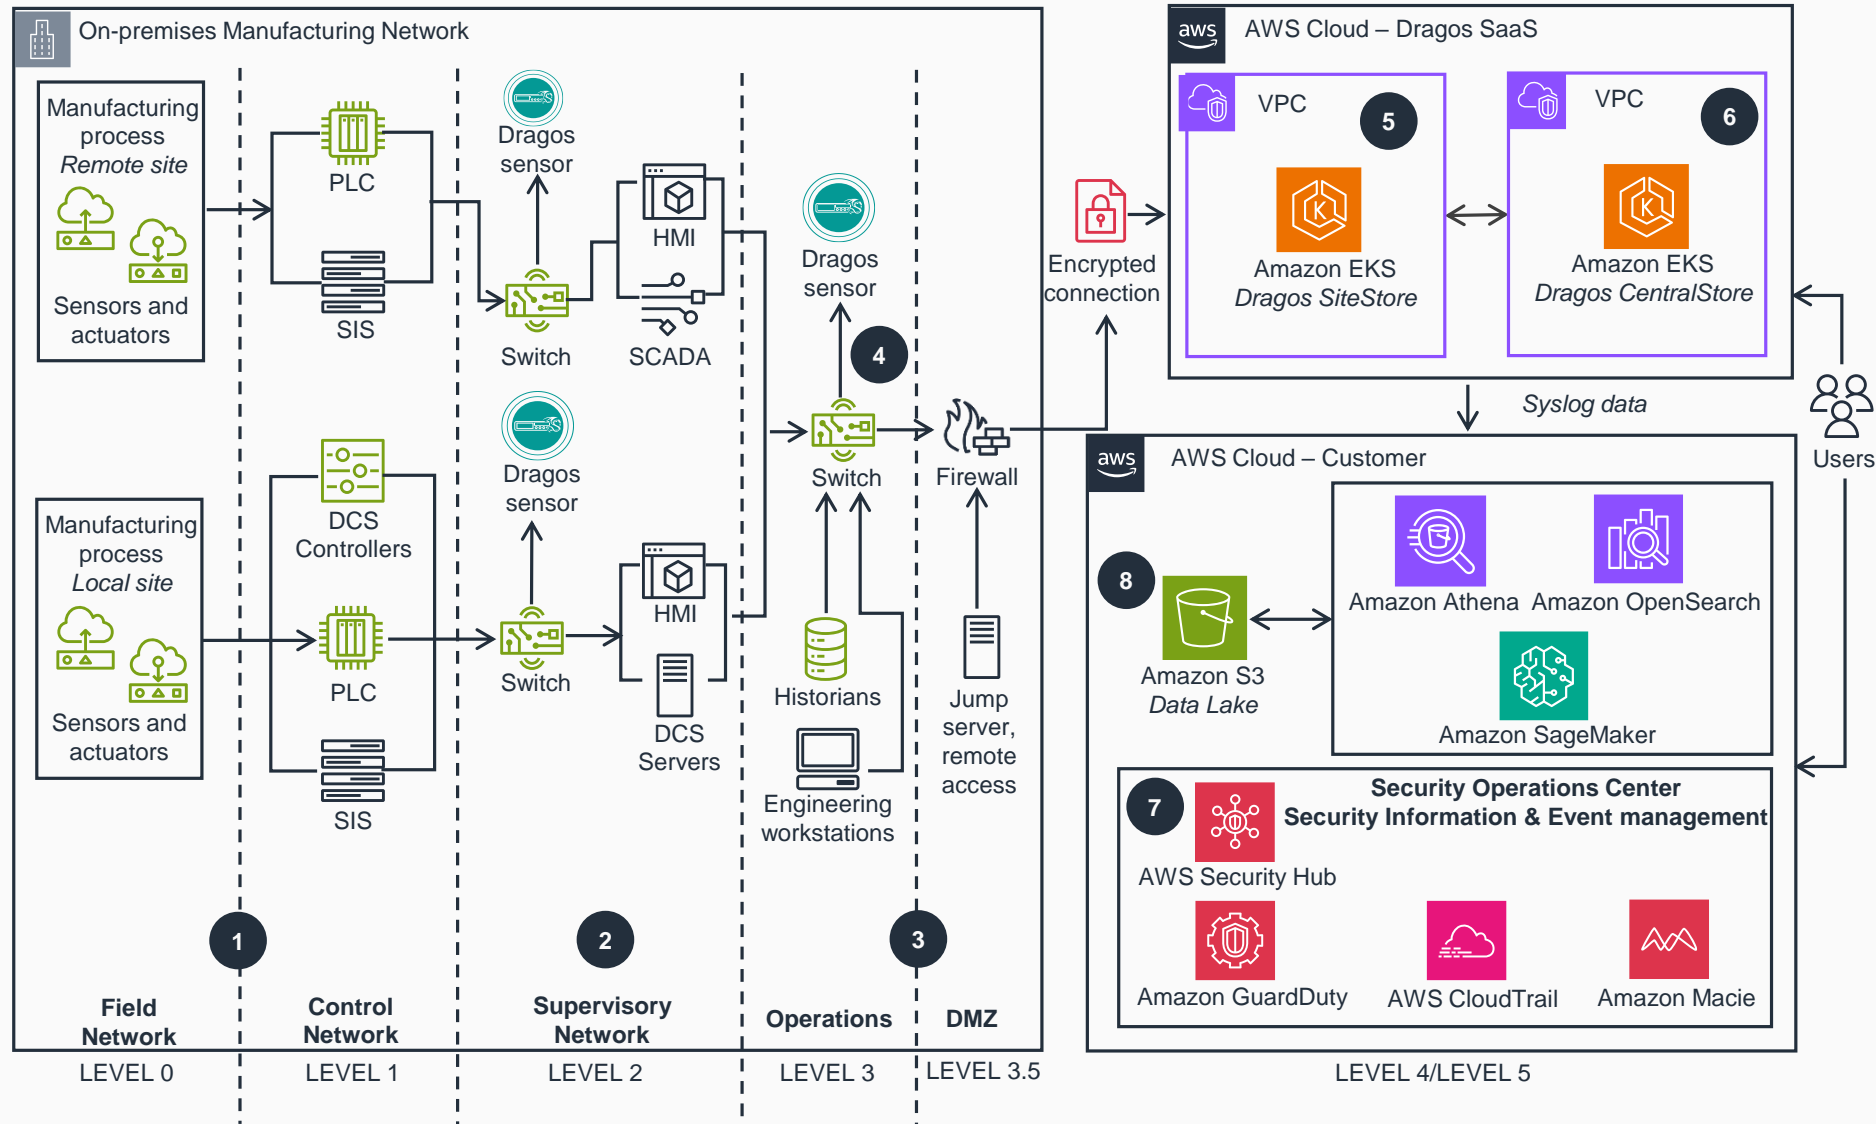 On-premises Manufacturing Network
Manufacturing
process
Remote site
Sensors and
actuators
PLC
SIS
Dragos
sensor
Switch
HMI
SCADA
Manufacturing
process
Local site
Sensors and
actuators
DCS
Controllers
PLC
SIS
Dragos
sensor
Switch
HMI
DCS
Servers
Dragos
sensor
4
Switch
Historians
Engineering
workstations
Firewall
Jump
server,
remote
access
1
2
3
Field
Network
Control
Network
Supervisory
Network
Operations
DMZ
LEVEL 0
LEVEL 1
LEVEL 2
LEVEL 3
LEVEL 3.5
Encrypted
connection
aws
AWS Cloud – Dragos SaaS
VPC
5
K
Amazon EKS
Dragos SiteStore
VPC
6
K
Amazon EKS
Dragos CentralStore
Syslog data
Users
aws
AWS Cloud – Customer
8
Amazon S3
Data Lake
Amazon Athena
Amazon OpenSearch
Amazon SageMaker
7
Security Operations Center
Security Information & Event management
AWS Security Hub
Amazon GuardDuty
AWS CloudTrail
Amazon Macie
LEVEL 4/LEVEL 5